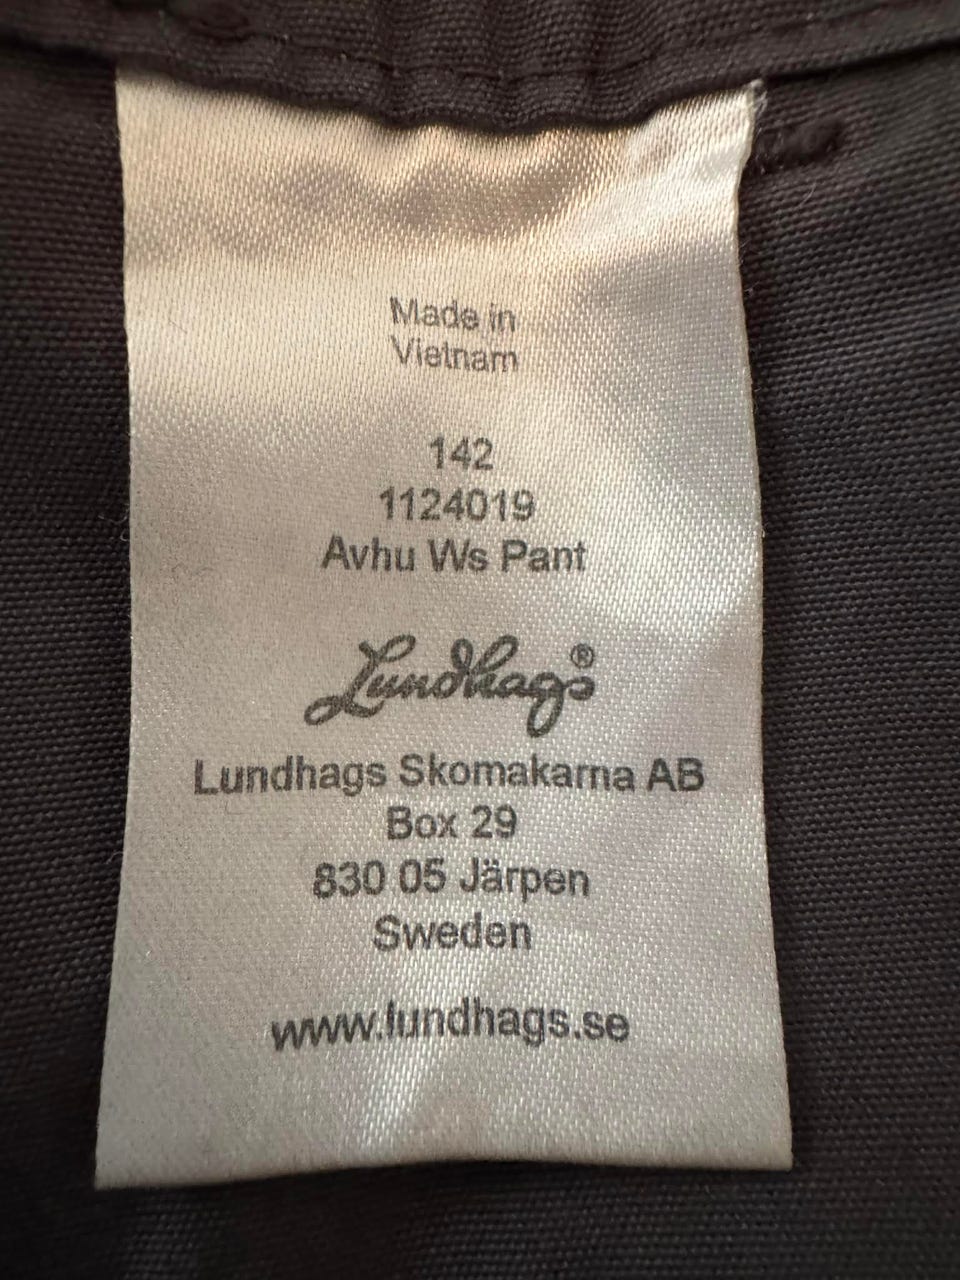 Made in
Vietnam
142
1124019
Avhu Ws Pant
Lundhags®
Lundhags Skomakarna AB
Box 29
830 05 Järpen
Sweden
www.lundhags.se